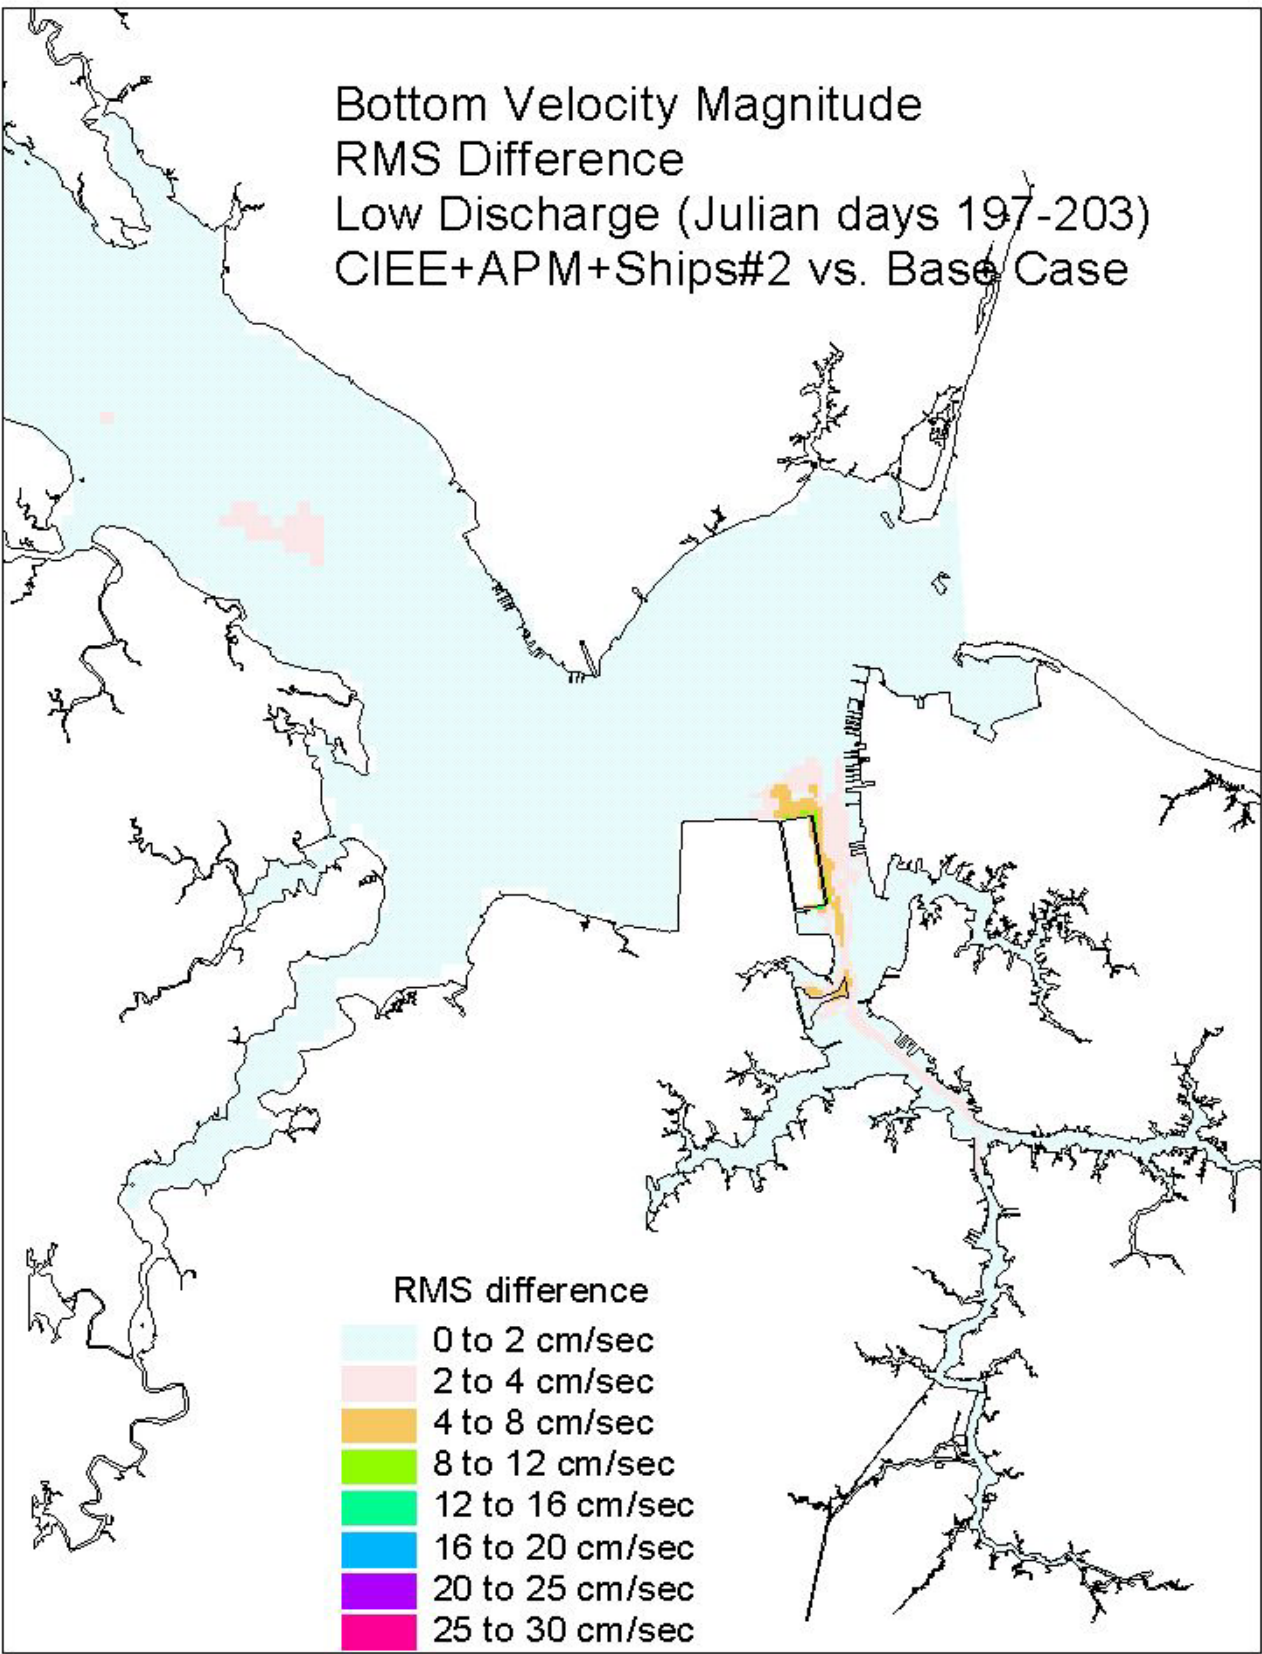 Bottom Velocity Magnitude
RMS Difference
Low Discharge (Julian days 197-203)
CIEE+APM+Ships#2 vs. Base Case
RMS difference
0 to 2 cm/sec
2 to 4 cm/sec
4 to 8 cm/sec
8 to 12 cm/sec
12 to 16 cm/sec
16 to 20 cm/sec
20 to 25 cm/sec
25 to 30 cm/sec